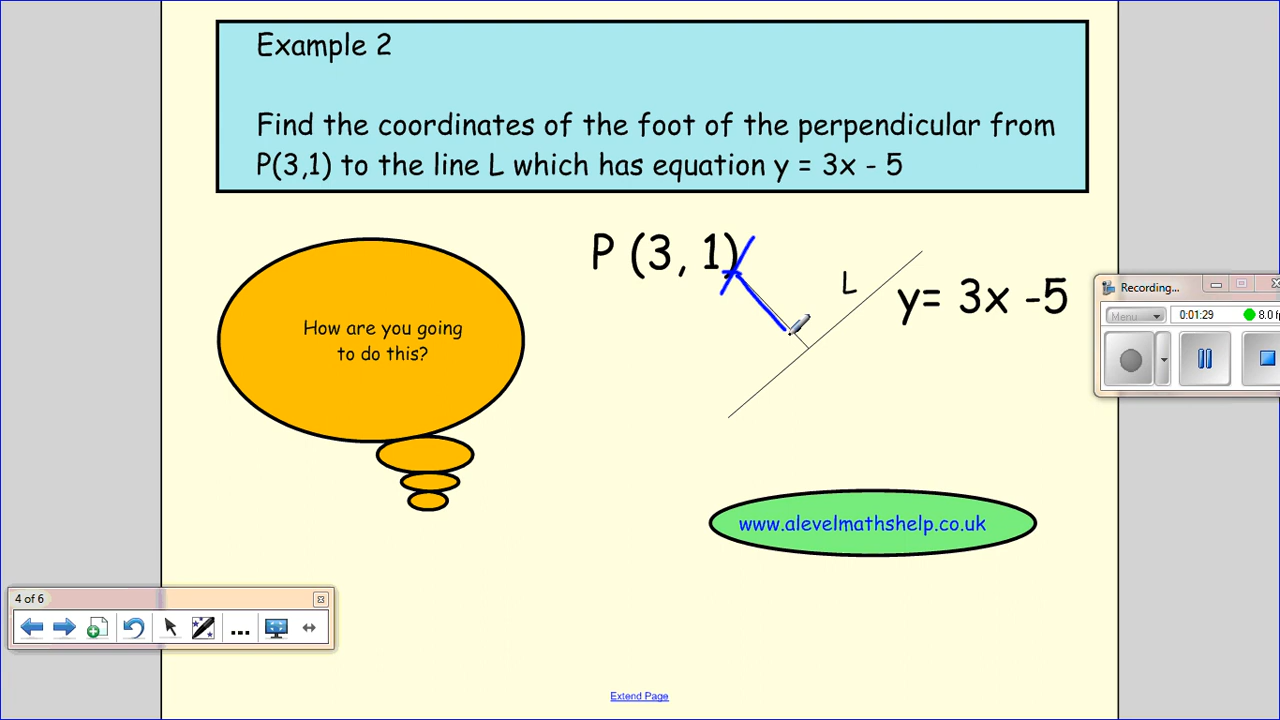 Example 2
Find the coordinates of the foot of the perpendicular from
P(3,1) to the line L which has equation y = 3x - 5
P (3, 1)
L
y= 3x -5
How are you going
to do this?
Recording...
Menu
0:01:29
8.0 f
www.alevelmathshelp.co.uk
4 of 6
...
Extend Page